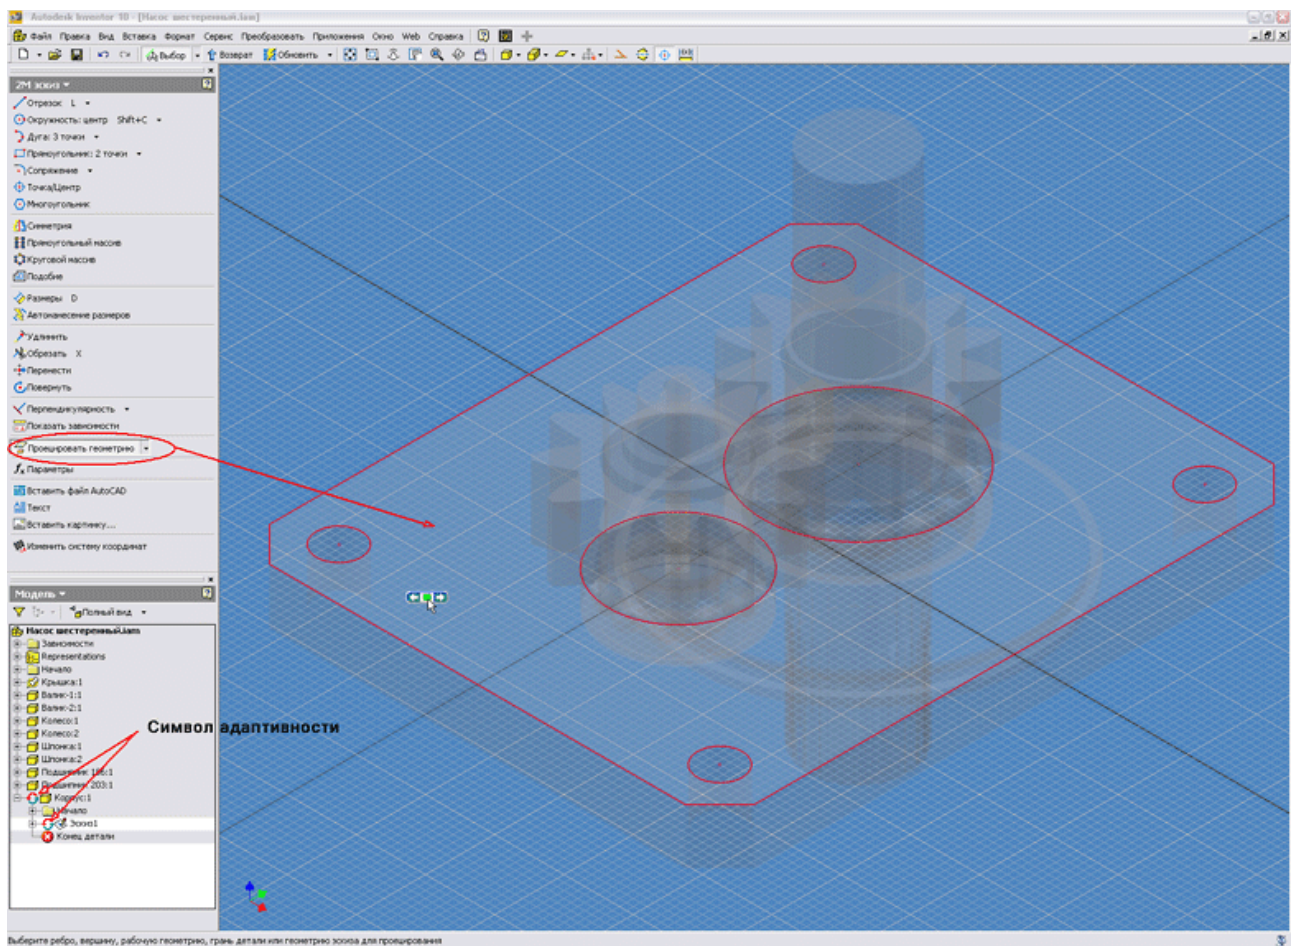 Autodesk Inventor 10 - [Насос шестеренный.iam]
Файл Правка Вид Вставка Формат Сервис Преобразовать Приложения Окно Web Справка
Выбор Возврат Обновить
2М эскиз
Отрезок L
Окружность: центр Shift+C
Дуга: 3 точки
Прямоугольник: 2 точки
Сопряжение
Точка/Центр
Многоугольник
Симметрия
Прямоугольный массив
Круговой массив
Подобие
Размеры D
Автонанесение размеров
Удлинить
Обрезать X
Перенести
Повернуть
Перпендикулярность
Показать зависимости
Проецировать геометрию
Параметры
Вставить файл AutoCAD
Текст
Вставить картинку...
Изменить систему координат
Модель
Полный вид
Насос шестеренный.iam
Зависимости
Representations
Начало
Крышка:1
Валик-1:1
Валик-2:1
Колесо:1
Колесо:2
Символ адаптивности
Шпонка:1
Шпонка:2
Подшипник
Подшипник 203:1
Корпус:1
Начало
Эскиз1
Конец детали
Выберите ребро, вершину, рабочую геометрию, грань детали или геометрию эскиза для проецирования